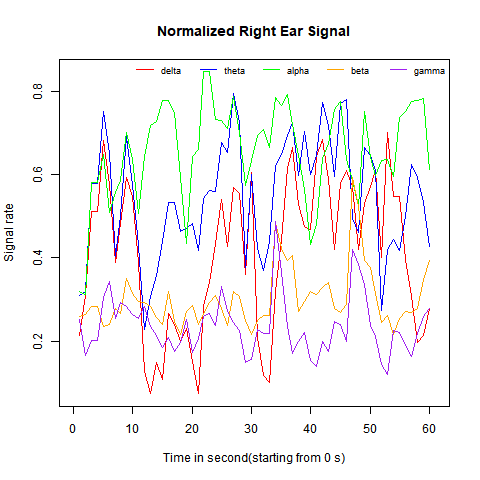 Normalized Right Ear Signal
delta theta alpha beta gamma
Signal rate
0.8
0.6
0.4
0.2
0 10 20 30 40 50 60
Time in second(starting from 0 s)